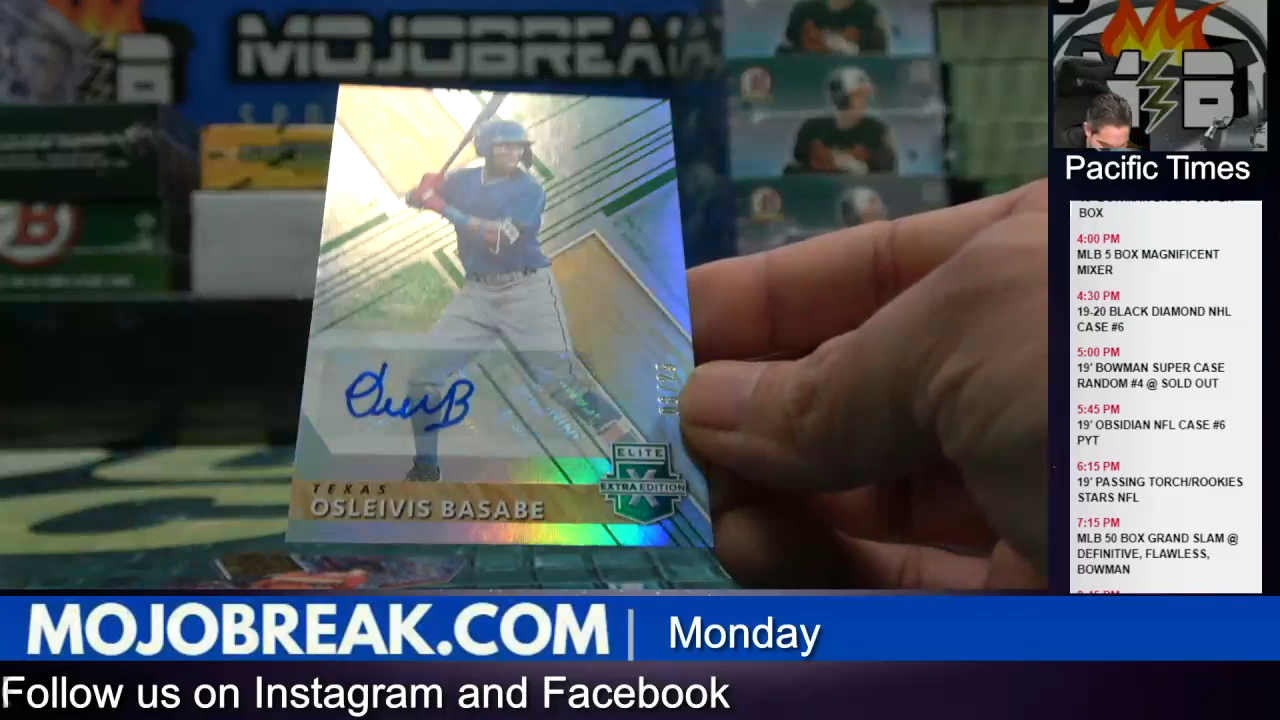 MOJOBREAK
Pacific Times
BOX
4:00 PM
MLB 5 BOX MAGNIFICENT
MIXER
4:30 PM
19-20 BLACK DIAMOND NHL
CASE #6
5:00 PM
19' BOWMAN SUPER CASE
RANDOM #4 @ SOLD OUT
5:45 PM
19' OBSIDIAN NFL CASE #6
PYT
6:15 PM
19' PASSING TORCH/ROOKIES
STARS NFL
7:15 PM
MLB 50 BOX GRAND SLAM @
DEFINITIVE, FLAWLESS,
BOWMAN
ELITE
X
EXTRA EDITION
TEXAS
OSLEIVIS BASABE
MOJOBREAK.COM | Monday
Follow us on Instagram and Facebook